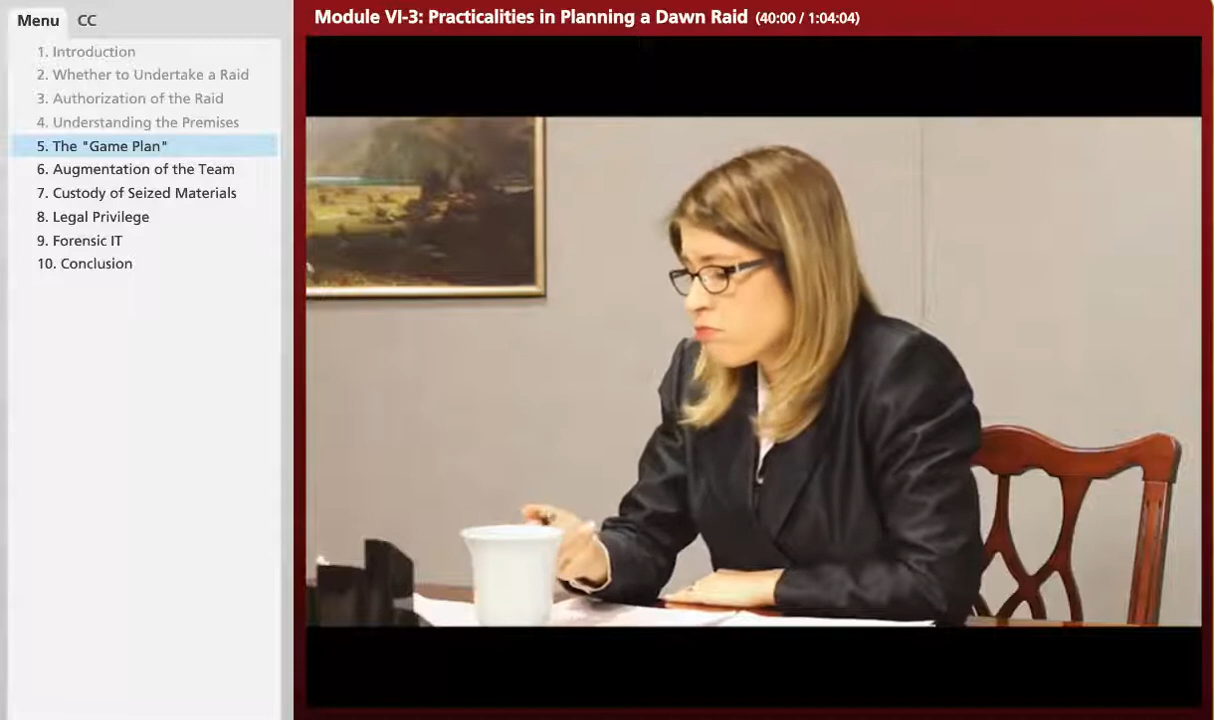 Menu CC
Module VI-3: Practicalities in Planning a Dawn Raid (40:00 / 1:04:04)
1. Introduction
2. Whether to Undertake a Raid
3. Authorization of the Raid
4. Understanding the Premises
5. The "Game Plan"
6. Augmentation of the Team
7. Custody of Seized Materials
8. Legal Privilege
9. Forensic IT
10. Conclusion